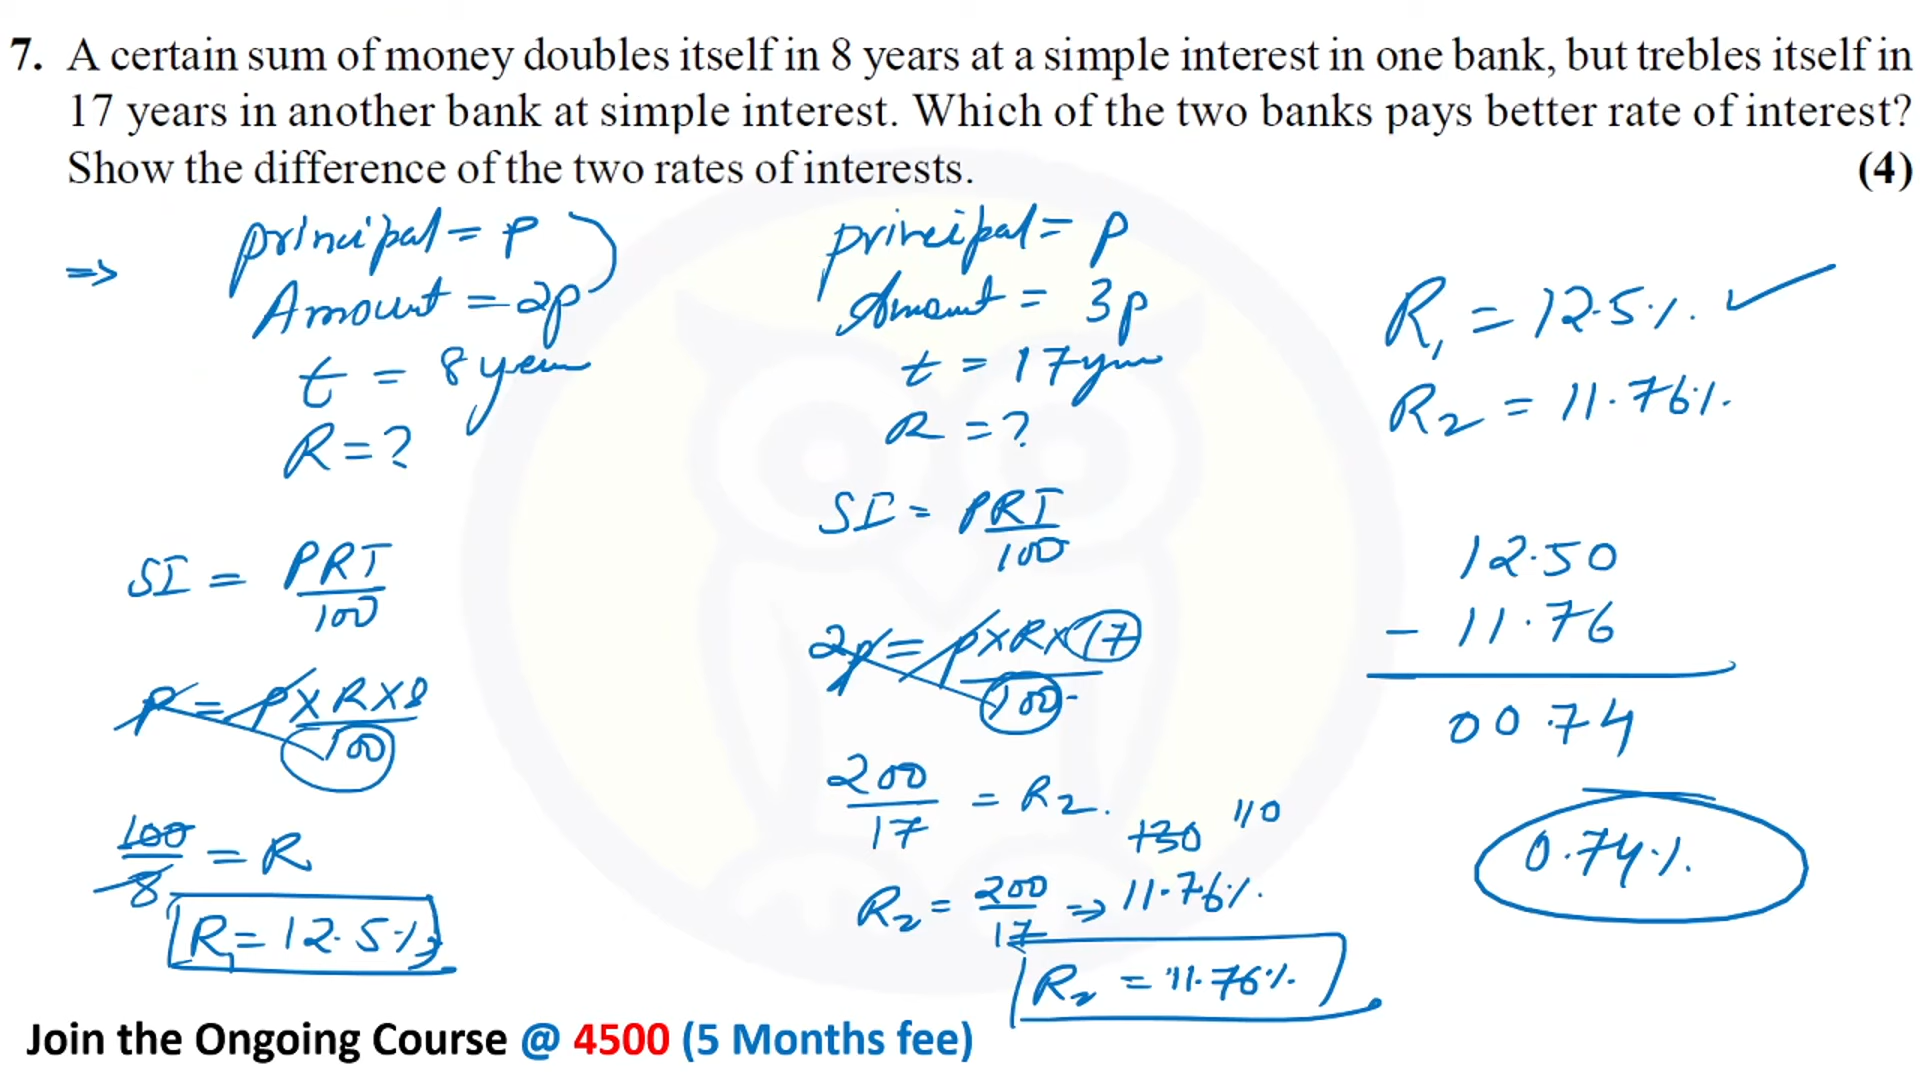 7. A certain sum of money doubles itself in 8 years at a simple interest in one bank, but trebles itself in
17 years in another bank at simple interest. Which of the two banks pays better rate of interest?
Show the difference of the two rates of interests. (4)
=> principal = P
Amount = 2p
t = 8 years
R = ?
SI = PRT/100
P = P x R x 8/100
100/8 = R
R1 = 12.5%
principal = P
Amount = 3p
t = 17 years
R = ?
SI = PRT/100
2p = p x R x 17/100
200/17 = R2.
130 110
R2 = 200/17 => 11.76%.
R2 = 11.76%.
R1 = 12.5%. ✓
R2 = 11.76%.
12.50
- 11.76
00.74
0.74%.
Join the Ongoing Course @ 4500 (5 Months fee)